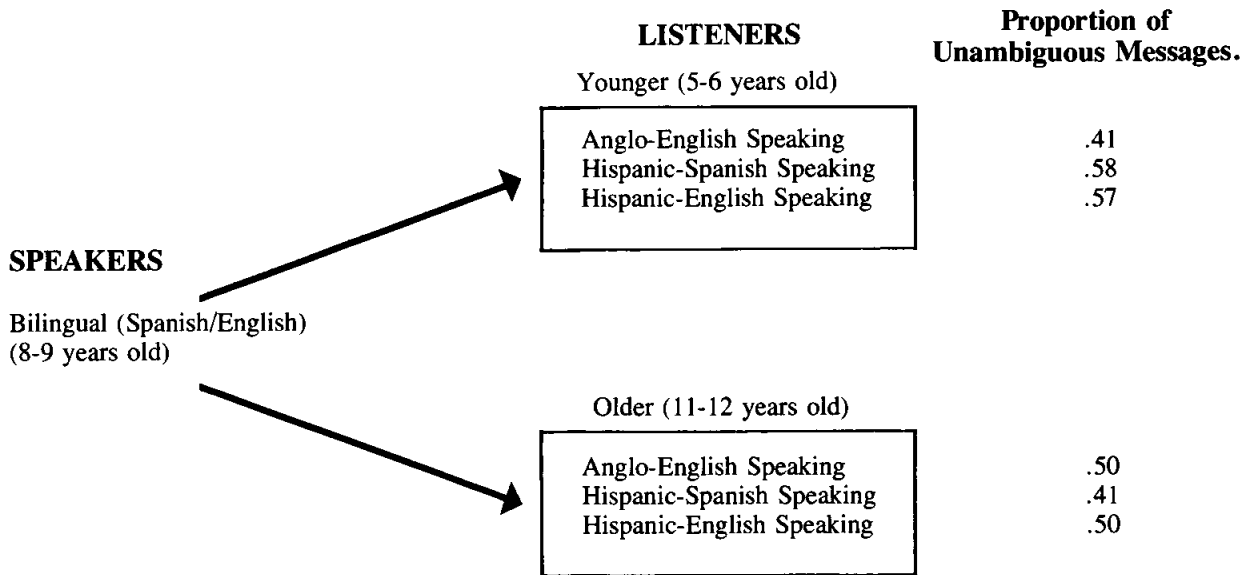 LISTENERS
Proportion of
Unambiguous Messages.
Younger (5-6 years old)
Anglo-English Speaking .41
Hispanic-Spanish Speaking .58
Hispanic-English Speaking .57
SPEAKERS
Bilingual (Spanish/English)
(8-9 years old)
Older (11-12 years old)
Anglo-English Speaking .50
Hispanic-Spanish Speaking .41
Hispanic-English Speaking .50